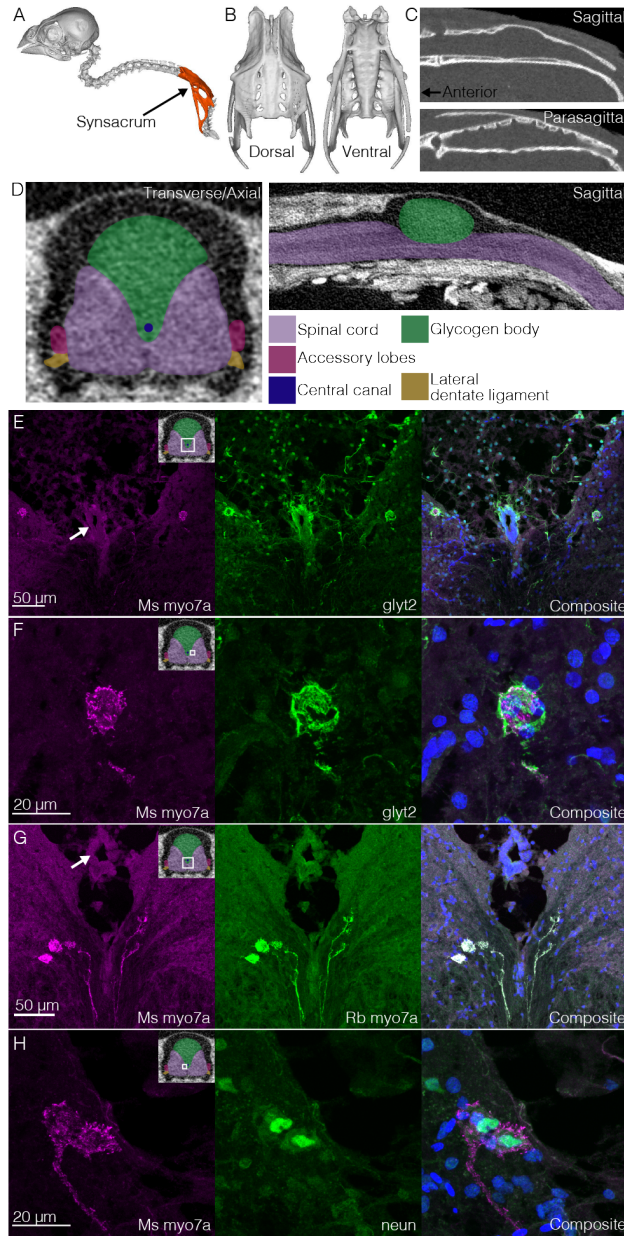 A
B
C
Sagittal
Synsacrum
Dorsal
Ventral
Anterior
Parasagittal
D
Transverse/Axial
Sagittal
Spinal cord
Glycogen body
Accessory lobes
Central canal
Lateral
dentate ligament
E
50 µm
Ms myo7a
glyt2
Composite
F
20 µm
Ms myo7a
glyt2
Composite
G
50 µm
Ms myo7a
Rb myo7a
Composite
H
20 µm
Ms myo7a
neun
Composite